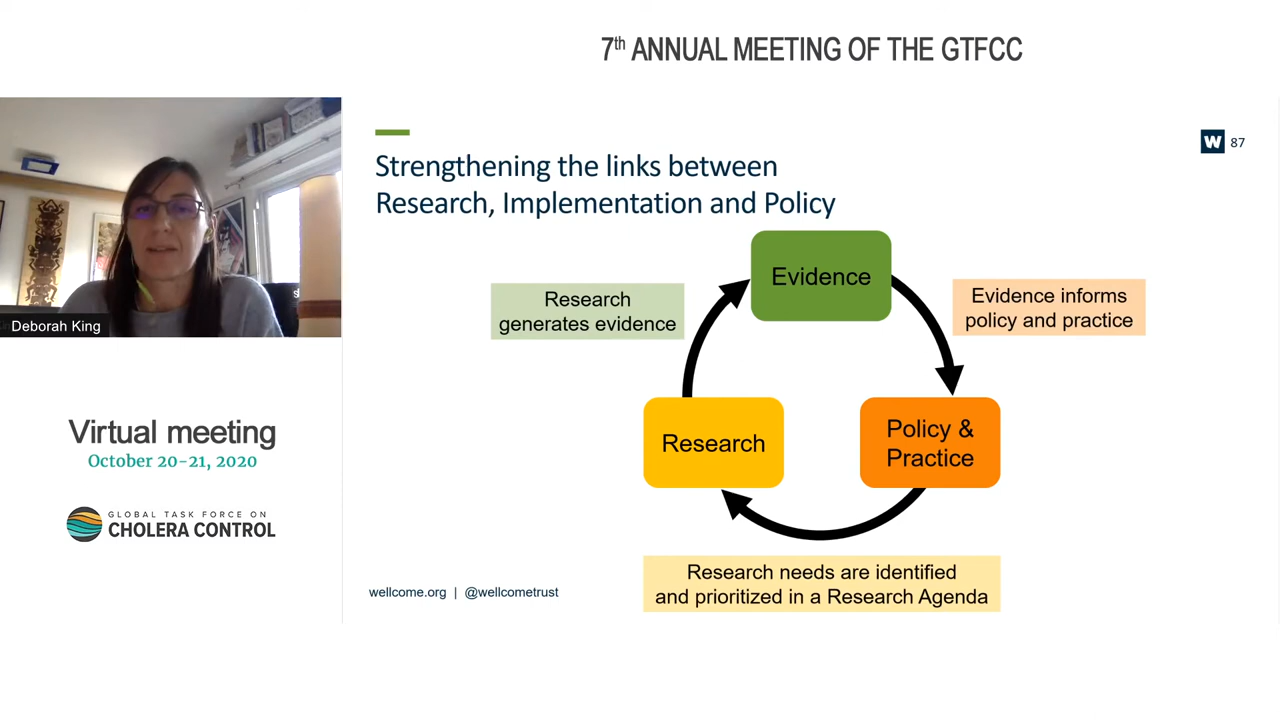 7th ANNUAL MEETING OF THE GTFCC
Deborah King
Virtual meeting
October 20-21, 2020
GLOBAL TASK FORCE ON
CHOLERA CONTROL
Strengthening the links between
Research, Implementation and Policy
W 87
Evidence
Research
generates evidence
Evidence informs
policy and practice
Research
Policy &
Practice
Research needs are identified
and prioritized in a Research Agenda
wellcome.org | @wellcometrust